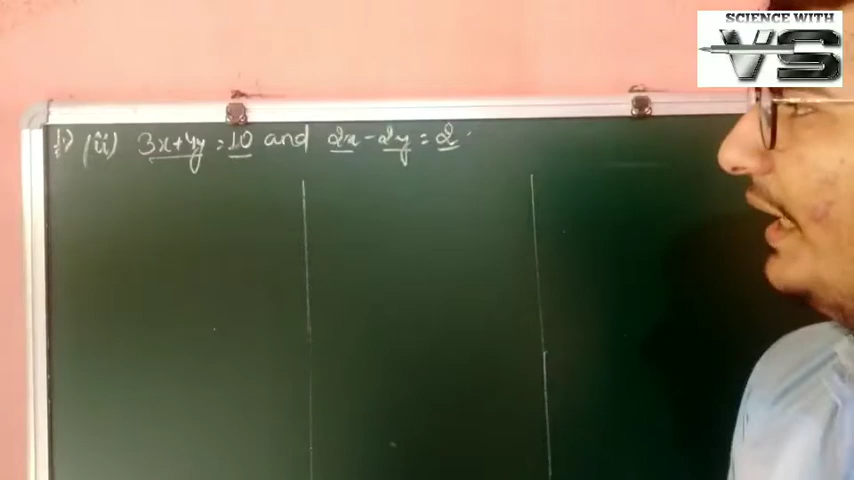 SCIENCE WITH
VS
1) (ii) 3x+4y=10 and 2x-2y=2.